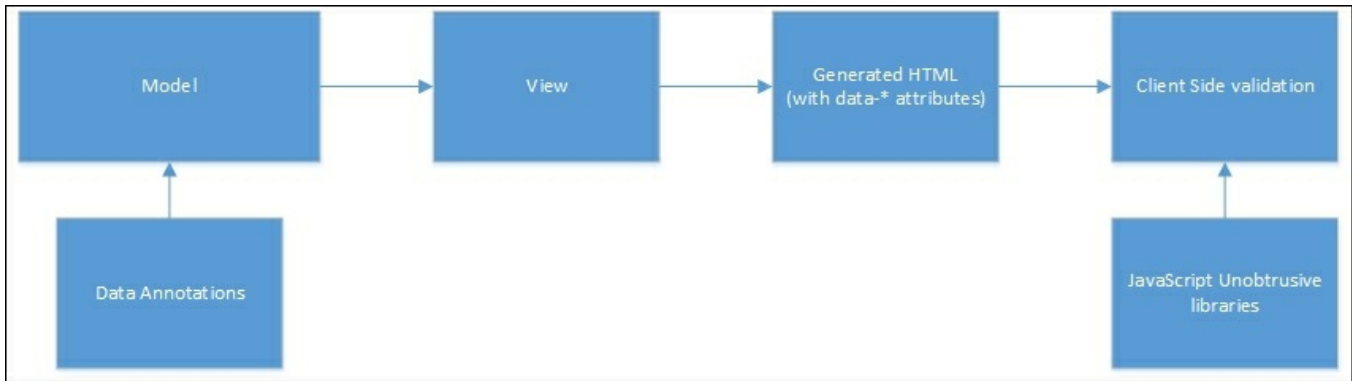 Model
View
Generated HTML
(with data-* attributes)
Client Side validation
Data Annotations
JavaScript Unobtrusive
libraries